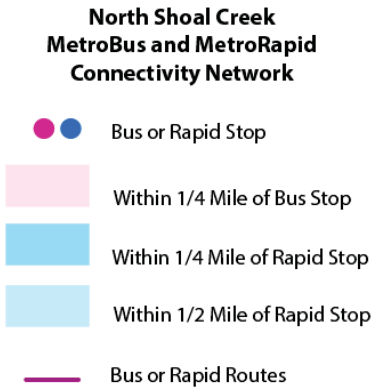 North Shoal Creek
MetroBus and MetroRapid
Connectivity Network
Bus or Rapid Stop
Within 1/4 Mile of Bus Stop
Within 1/4 Mile of Rapid Stop
Within 1/2 Mile of Rapid Stop
Bus or Rapid Routes